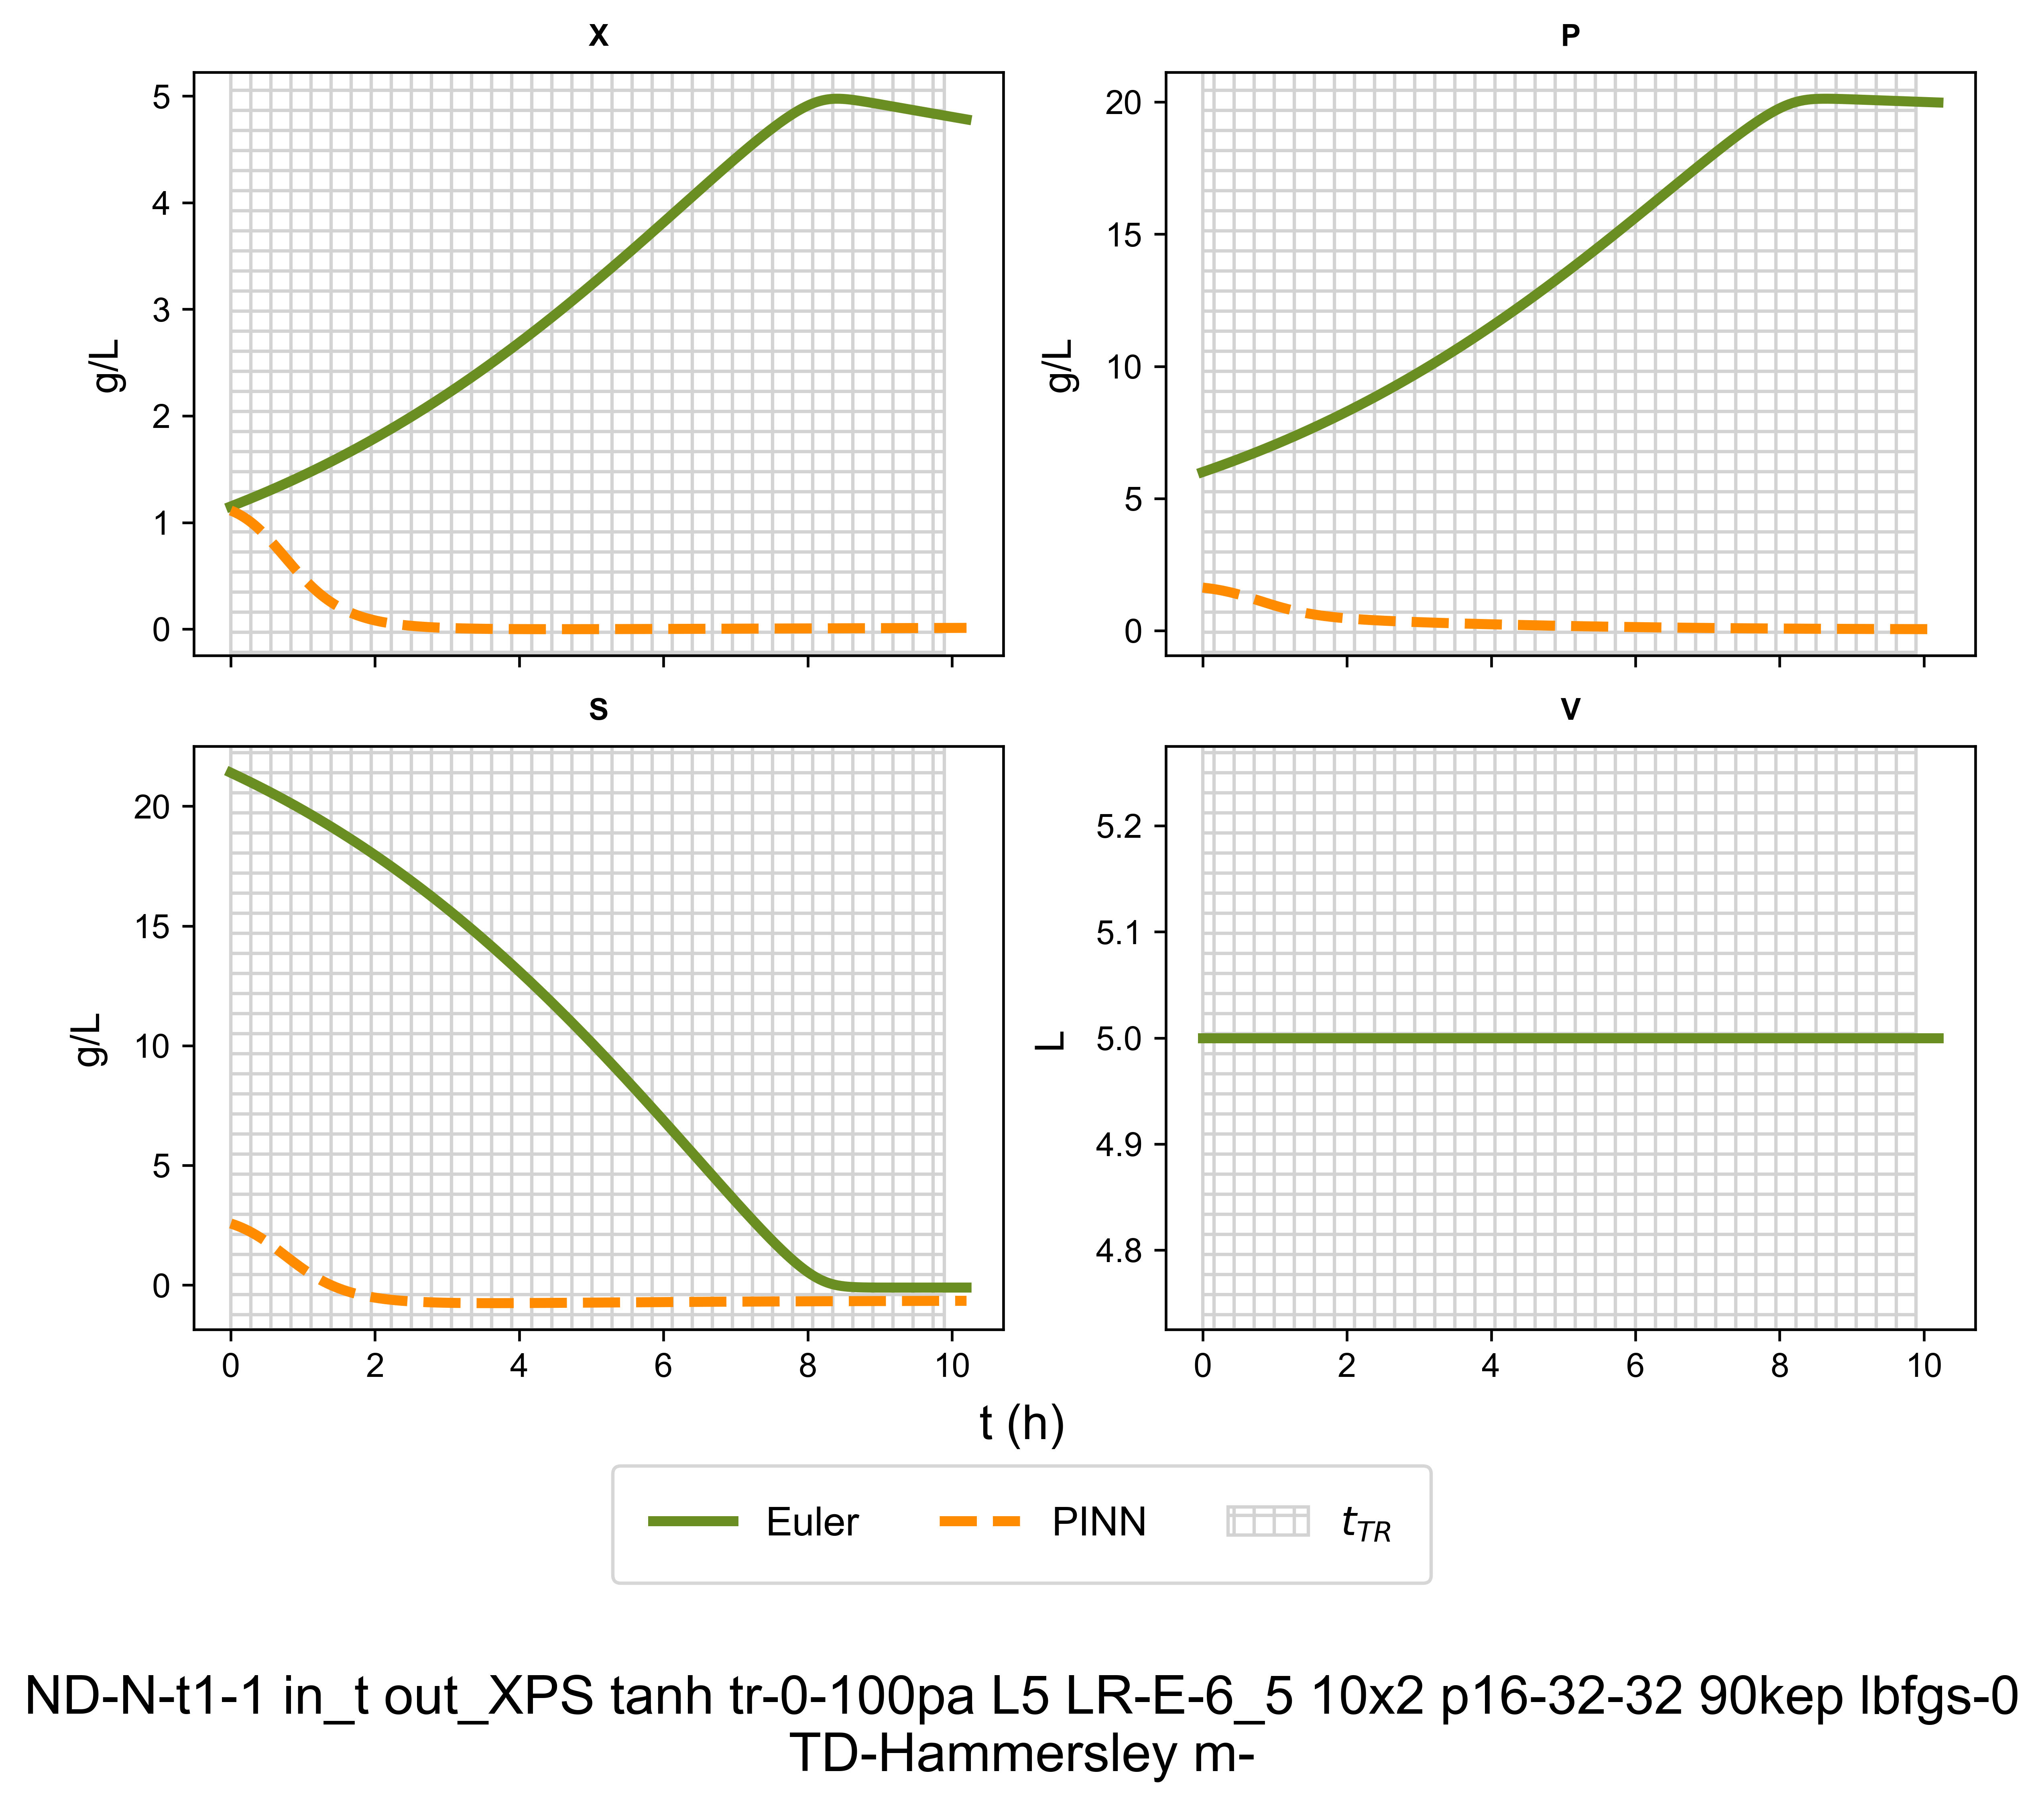 X
P
5
4
3
2
1
0
g/L
20
15
10
5
0
g/L
S
V
20
15
10
5
0
g/L
0 2 4 6 8 10
5.2
5.1
5.0
4.9
4.8
L
0 2 4 6 8 10
t (h)
Euler PINN t_{TR}
ND-N-t1-1 in_t out_XPS tanh tr-0-100pa L5 LR-E-6_5 10x2 p16-32-32 90kep lbfgs-0
TD-Hammersley m-